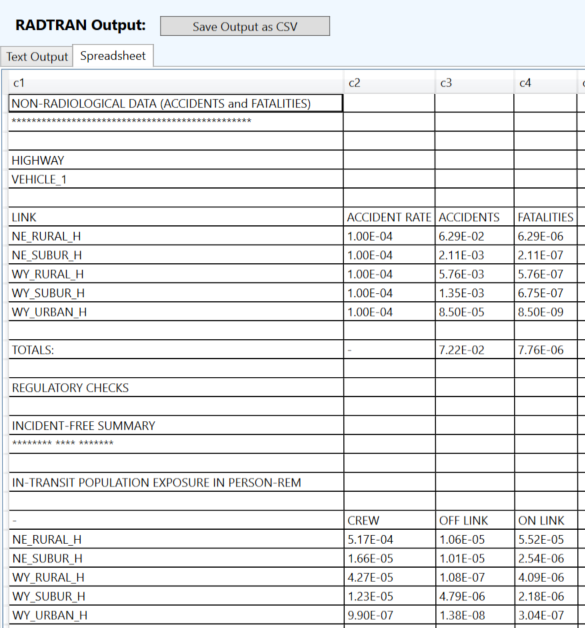 RADTRAN Output: Save Output as CSV
Text Output Spreadsheet
c1 c2 c3 c4
NON-RADIOLOGICAL DATA (ACCIDENTS and FATALITIES)
************************************************
HIGHWAY
VEHICLE_1
LINK ACCIDENT RATE ACCIDENTS FATALITIES
NE_RURAL_H 1.00E-04 6.29E-02 6.29E-06
NE_SUBUR_H 1.00E-04 2.11E-03 2.11E-07
WY_RURAL_H 1.00E-04 5.76E-03 5.76E-07
WY_SUBUR_H 1.00E-04 1.35E-03 6.75E-07
WY_URBAN_H 1.00E-04 8.50E-05 8.50E-09
TOTALS: - 7.22E-02 7.76E-06
REGULATORY CHECKS
INCIDENT-FREE SUMMARY
******** **** *******
IN-TRANSIT POPULATION EXPOSURE IN PERSON-REM
- CREW OFF LINK ON LINK
NE_RURAL_H 5.17E-04 1.06E-05 5.52E-05
NE_SUBUR_H 1.66E-05 1.01E-05 2.54E-06
WY_RURAL_H 4.27E-05 1.08E-07 4.09E-06
WY_SUBUR_H 1.23E-05 4.79E-06 2.18E-06
WY_URBAN_H 9.90E-07 1.38E-08 3.04E-07